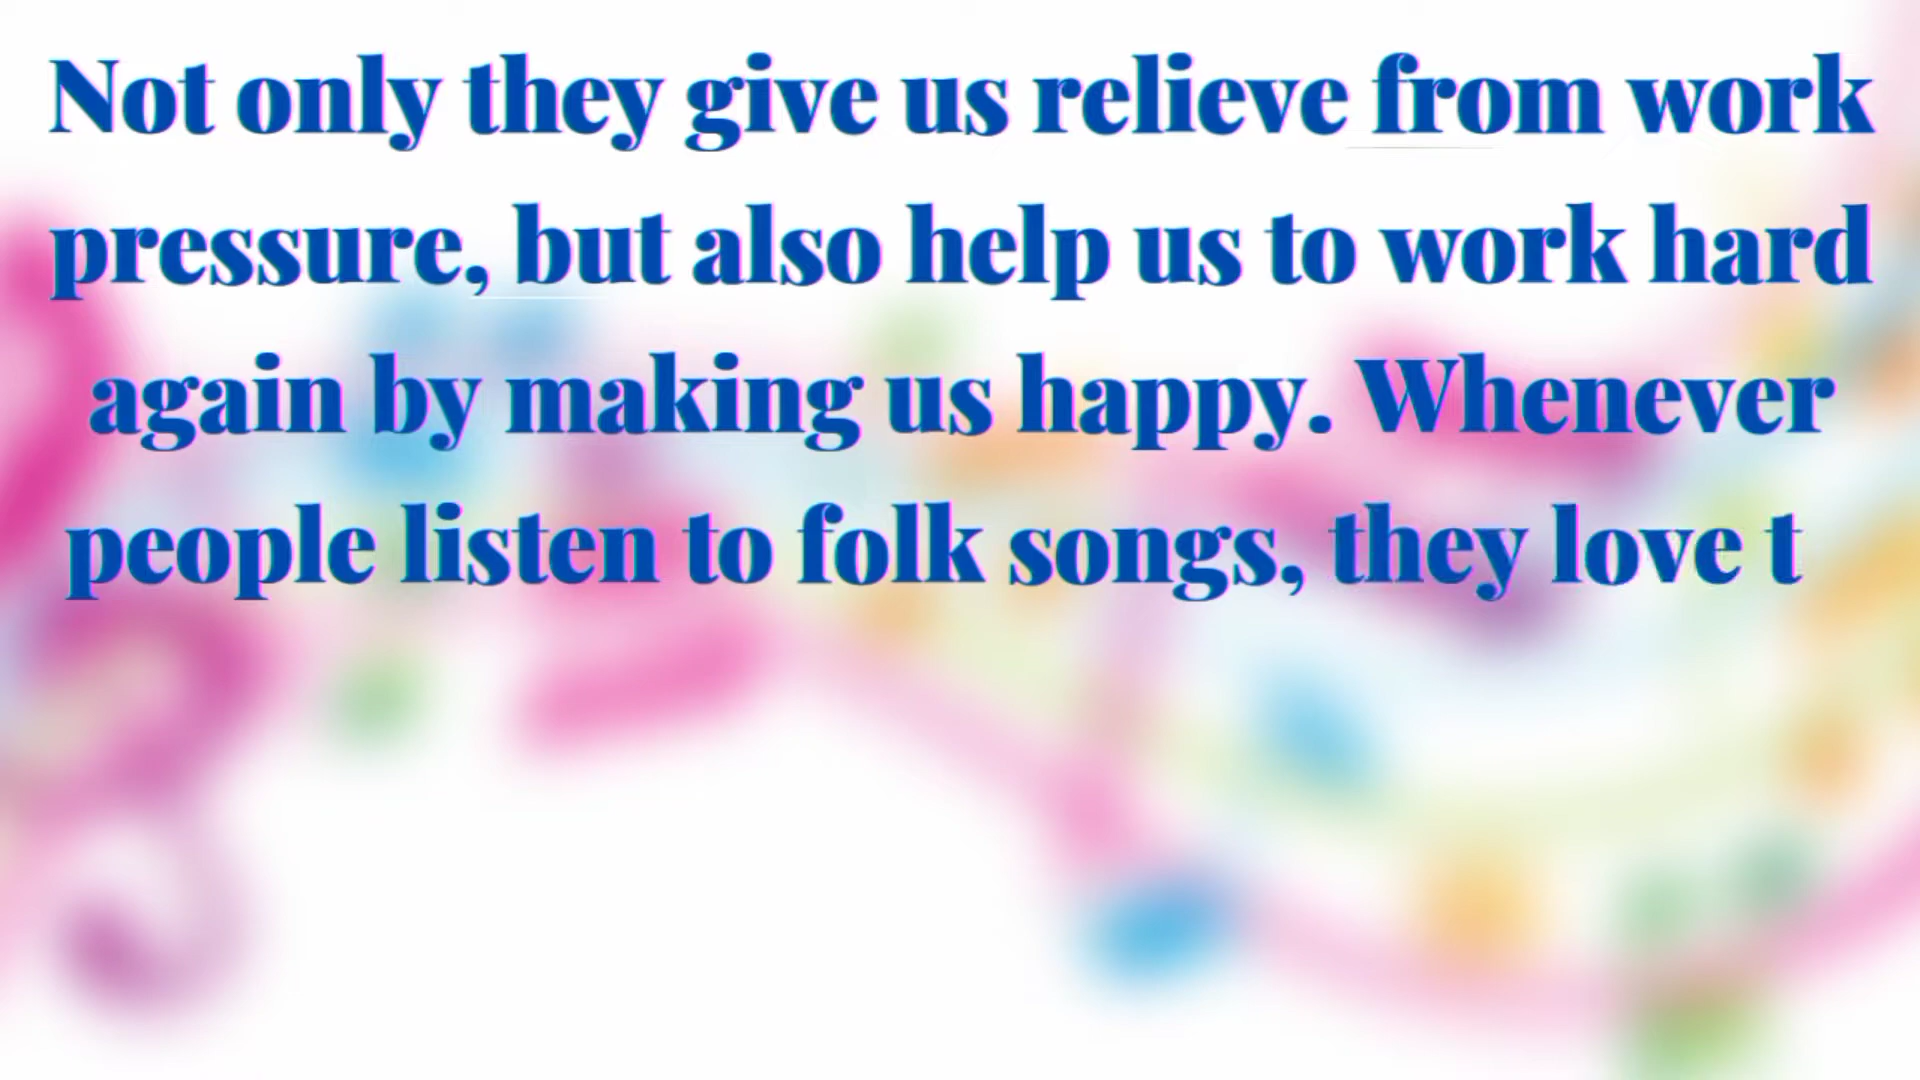 Not only they give us relieve from work
pressure, but also help us to work hard
again by making us happy. Whenever
people listen to folk songs, they love t